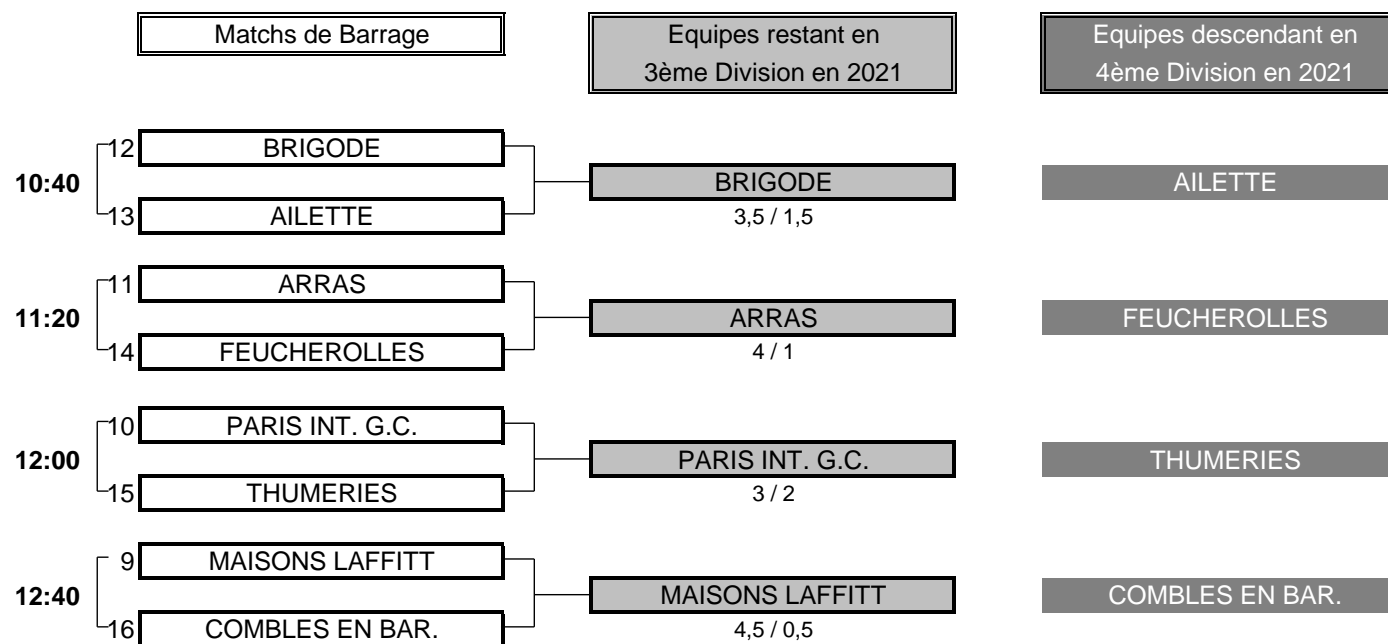 Matchs de Barrage
Equipes restant en
3ème Division en 2021
Equipes descendant en
4ème Division en 2021
10:40
12 BRIGODE
13 AILETTE
BRIGODE
3,5 / 1,5
AILETTE
11:20
11 ARRAS
14 FEUCHEROLLES
ARRAS
4 / 1
FEUCHEROLLES
12:00
10 PARIS INT. G.C.
15 THUMERIES
PARIS INT. G.C.
3 / 2
THUMERIES
12:40
9 MAISONS LAFFITT
16 COMBLES EN BAR.
MAISONS LAFFITT
4,5 / 0,5
COMBLES EN BAR.